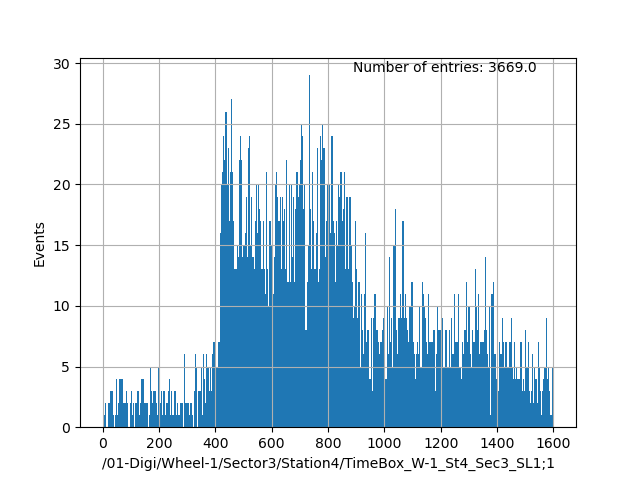 Number of entries: 3669.0
30
25
20
15
10
5
0
Events
0 200 400 600 800 1000 1200 1400 1600
/01-Digi/Wheel-1/Sector3/Station4/TimeBox_W-1_St4_Sec3_SL1;1